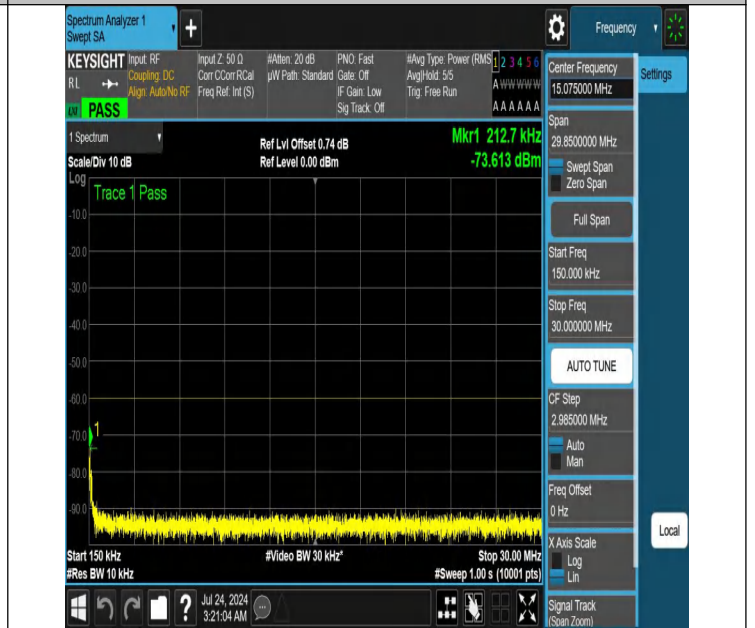 Spectrum Analyzer 1
Swept SA
+
Frequency
KEYSIGHT
RL
PASS
Input: RF
Coupling: DC
Align: Auto/No RF
Input Z: 50 Ω
Corr CCorr RCal
Freq Ref: Int (S)
#Atten: 20 dB
µW Path: Standard
PNO: Fast
Gate: Off
IF Gain: Low
Sig Track: Off
#Avg Type: Power (RMS
Avg|Hold: 5/5
Trig: Free Run
1 2 3 4 5 6
A W W W W W
A A A A A A
1 Spectrum
Scale/Div 10 dB
Ref Lvl Offset 0.74 dB
Ref Level 0.00 dBm
Mkr1 212.7 kHz
-73.613 dBm
Log
Trace 1 Pass
-10.0
-20.0
-30.0
-40.0
-50.0
-60.0
-70.0
-80.0
-90.0
1
Start 150 kHz
#Res BW 10 kHz
#Video BW 30 kHz*
Stop 30.00 MHz
#Sweep 1.00 s (10001 pts)
Jul 24, 2024
3:21:04 AM
?
Center Frequency
15.075000 MHz
Settings
Span
29.8500000 MHz
Swept Span
Zero Span
Full Span
Start Freq
150.000 kHz
Stop Freq
30.000000 MHz
AUTO TUNE
CF Step
2.985000 MHz
Auto
Man
Freq Offset
0 Hz
X Axis Scale
Log
Lin
Local
Signal Track
(Span Zoom)